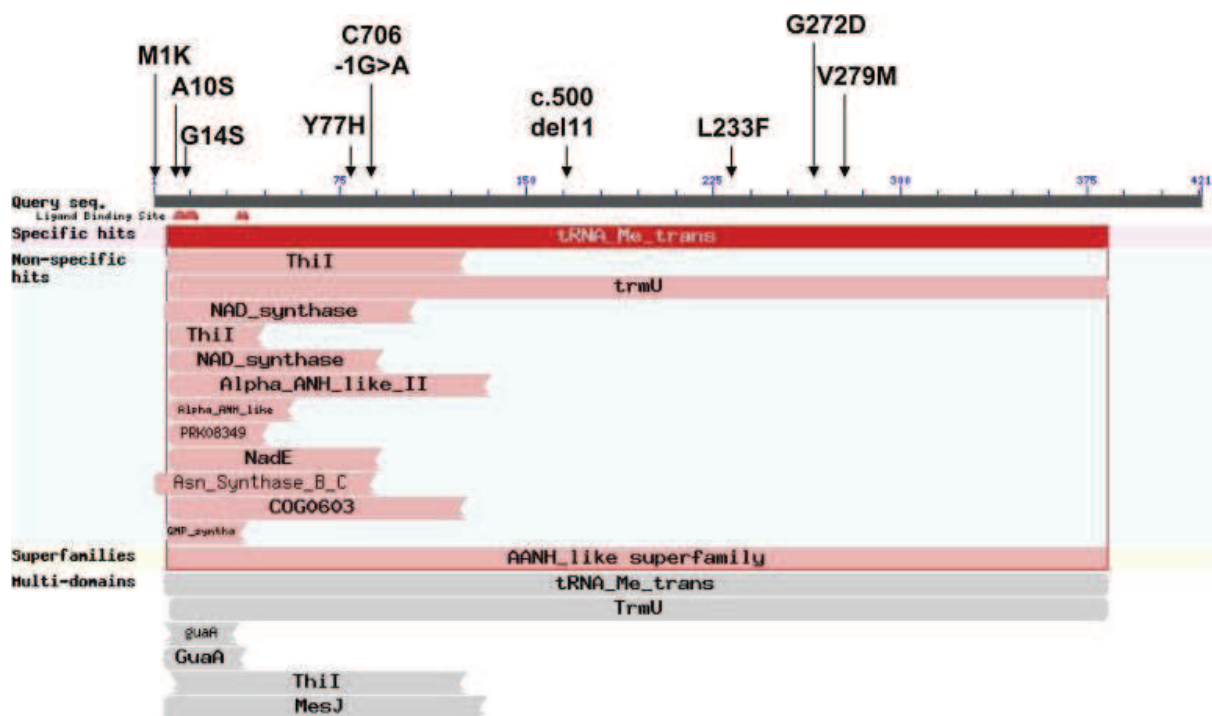 G272D
C706
-1G>A
M1K
V279M
A10S
c.500
del11
Y77H
L233F
G14S
1 75 150 225 300 375 421
Query seq.
Ligand Binding Site
Specific hits tRNA_Me_trans
Non-specific
hits
ThiI
trmU
NAD_synthase
ThiI
NAD_synthase
Alpha_ANH_like_II
Alpha_ANH_like
PRK08349
NadE
Asn_Synthase_B_C
COG0603
GMP_syntha
Superfamilies AANH_like superfamily
Multi-domains tRNA_Me_trans
TrmU
guaA
GuaA
ThiI
MesJ